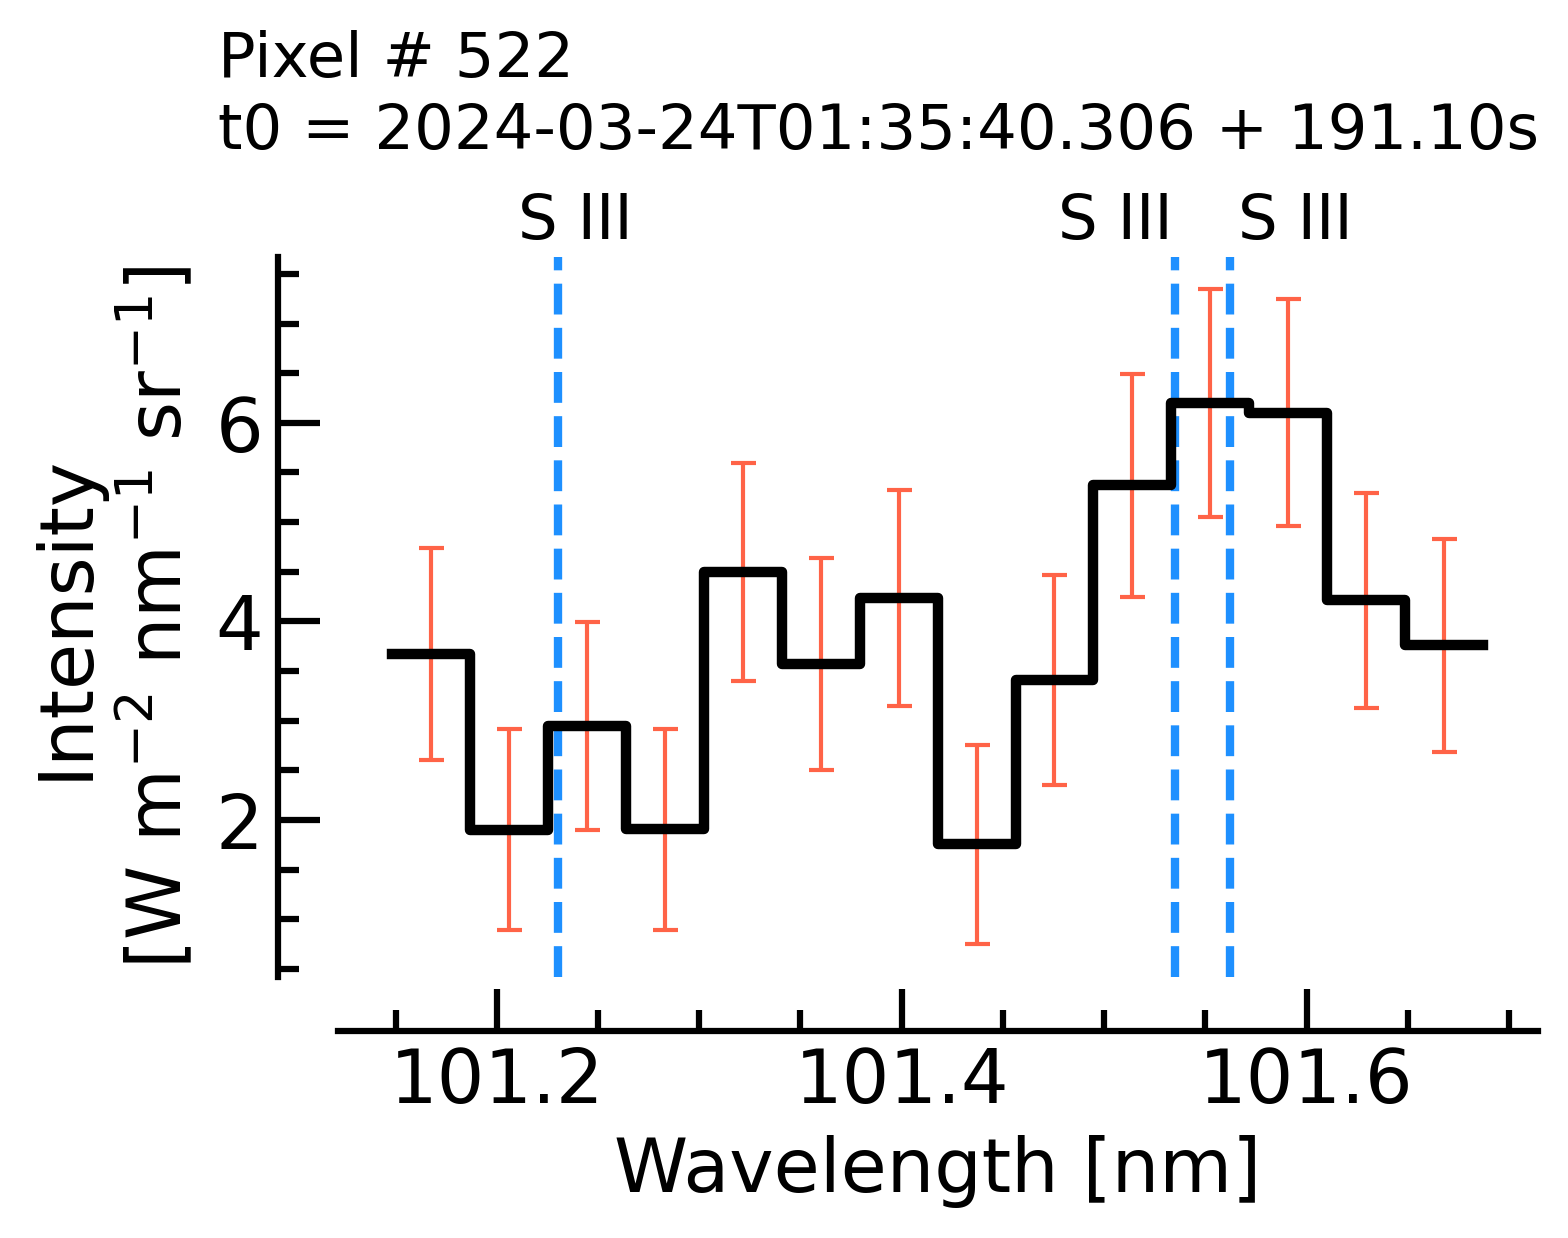 Pixel # 522
t0 = 2024-03-24T01:35:40.306 + 191.10s
S III S III S III
Intensity
[W m⁻² nm⁻¹ sr⁻¹]
6
4
2
101.2 101.4 101.6
Wavelength [nm]